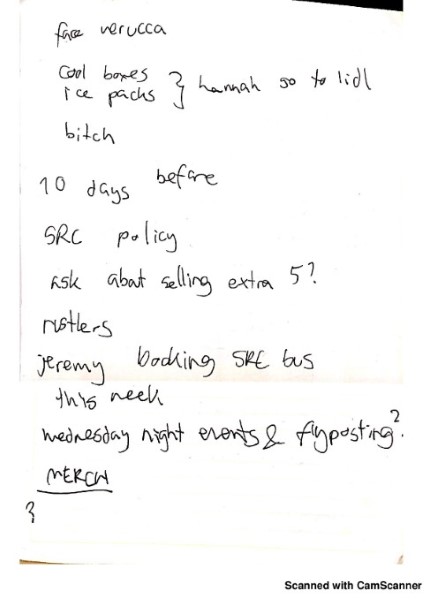 face verucca
cool boxes } hannah go to lidl
ice packs
bitch
10 days before
SRC policy
ask about selling extra 5?
rustlers
jeremy booking SRC bus
this week
wednesday night events & flyposting?
MERCH
}
Scanned with CamScanner